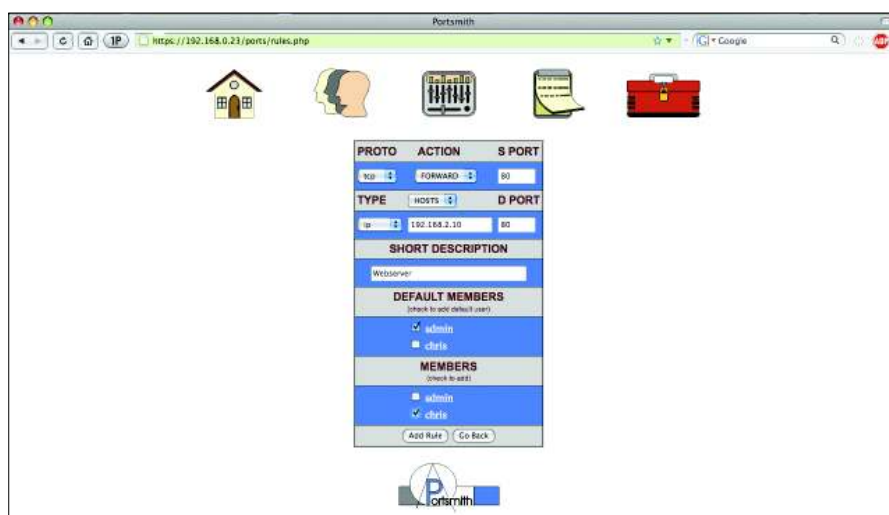 Portsmith
1P https://192.168.0.23/ports/rules.php Google ABP
PROTO ACTION S PORT
tcp FORWARD 80
TYPE HOSTS D PORT
ip 192.168.2.10 80
SHORT DESCRIPTION
Webserver
DEFAULT MEMBERS
(check to add default user)
admin
chris
MEMBERS
(check to add)
admin
chris
Add Rule Go Back
Portsmith